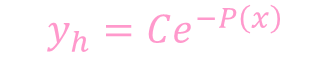 y_h = Ce^{-P(x)}